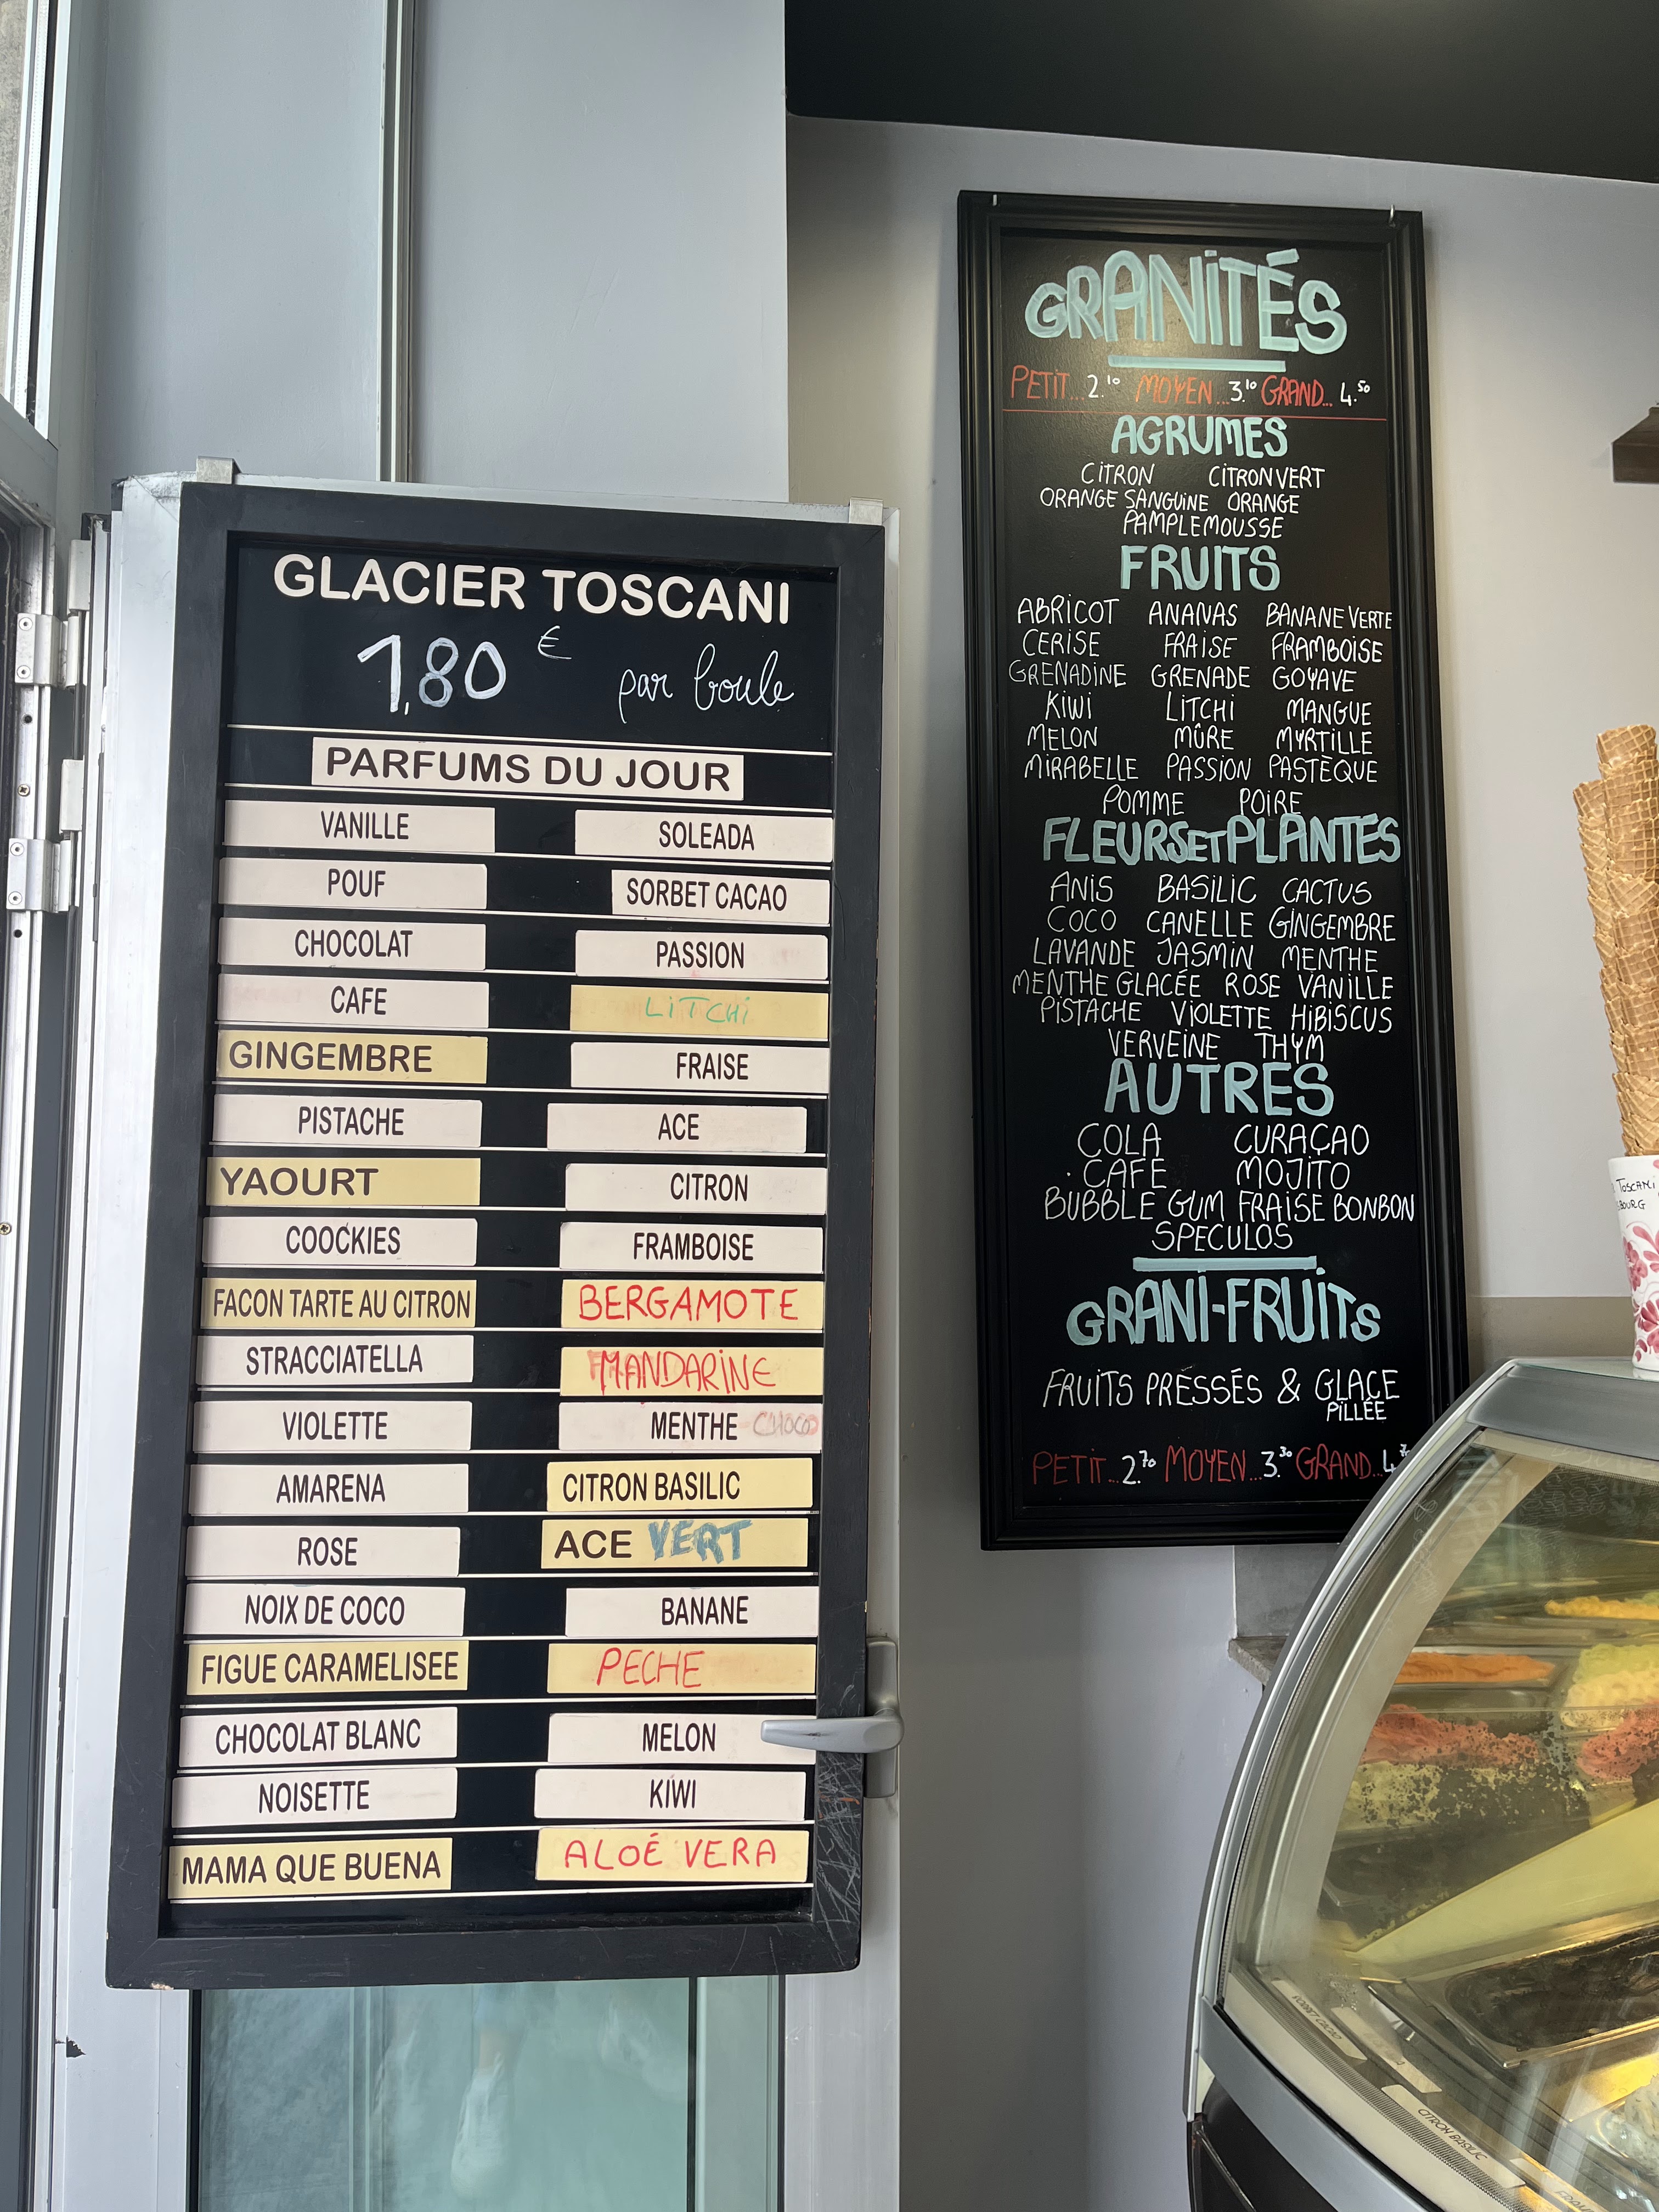 GLACIER TOSCANI
1,80 € par boule
PARFUMS DU JOUR
VANILLE SOLEADA
POUF SORBET CACAO
CHOCOLAT PASSION
CAFE LiTCHi
GINGEMBRE FRAISE
PISTACHE ACE
YAOURT CITRON
COOCKIES FRAMBOISE
FACON TARTE AU CITRON BERGAMOTE
STRACCIATELLA MANDARiNE
VIOLETTE MENTHE CHOCO
AMARENA CITRON BASILIC
ROSE ACE VERT
NOIX DE COCO BANANE
FIGUE CARAMELISEE PECHE
CHOCOLAT BLANC MELON
NOISETTE KIWI
MAMA QUE BUENA ALOÉ VERA
GRANiTÉS
PETiT...2.10 MOYEN...3.10 GRAND...4.50
AGRUMES
CiTRON CiTRON VERT
ORANGE SANGUiNE ORANGE
PAMPLEMOUSSE
FRUITS
ABRiCOT ANANAS BANANE VERTE
CERiSE FRAiSE FRAMBOiSE
GRENADiNE GRENADE GOYAVE
KiWi LiTCHi MANGUE
MELON MÛRE MYRTiLLE
MiRABELLE PASSiON PASTÈQUE
POMME POiRE
FLEURS ET PLANTES
ANiS BASiLiC CACTUS
COCO CANELLE GiNGEMBRE
LAVANDE JASMiN MENTHE
MENTHE GLACÉE ROSE VANiLLE
PiSTACHE ViOLETTE HiBiSCUS
VERVEiNE THYM
AUTRES
COLA CURAÇAO
CAFE MOJiTO
BUBBLE GUM FRAiSE BONBON
SPECULOS
GRANi-FRUiTS
FRUiTS PRESSÉS & GLACE
PiLLÉE
PETiT...2.70 MOYEN...3.30 GRAND...4.70
TOSCANi
CITRON BASILIC